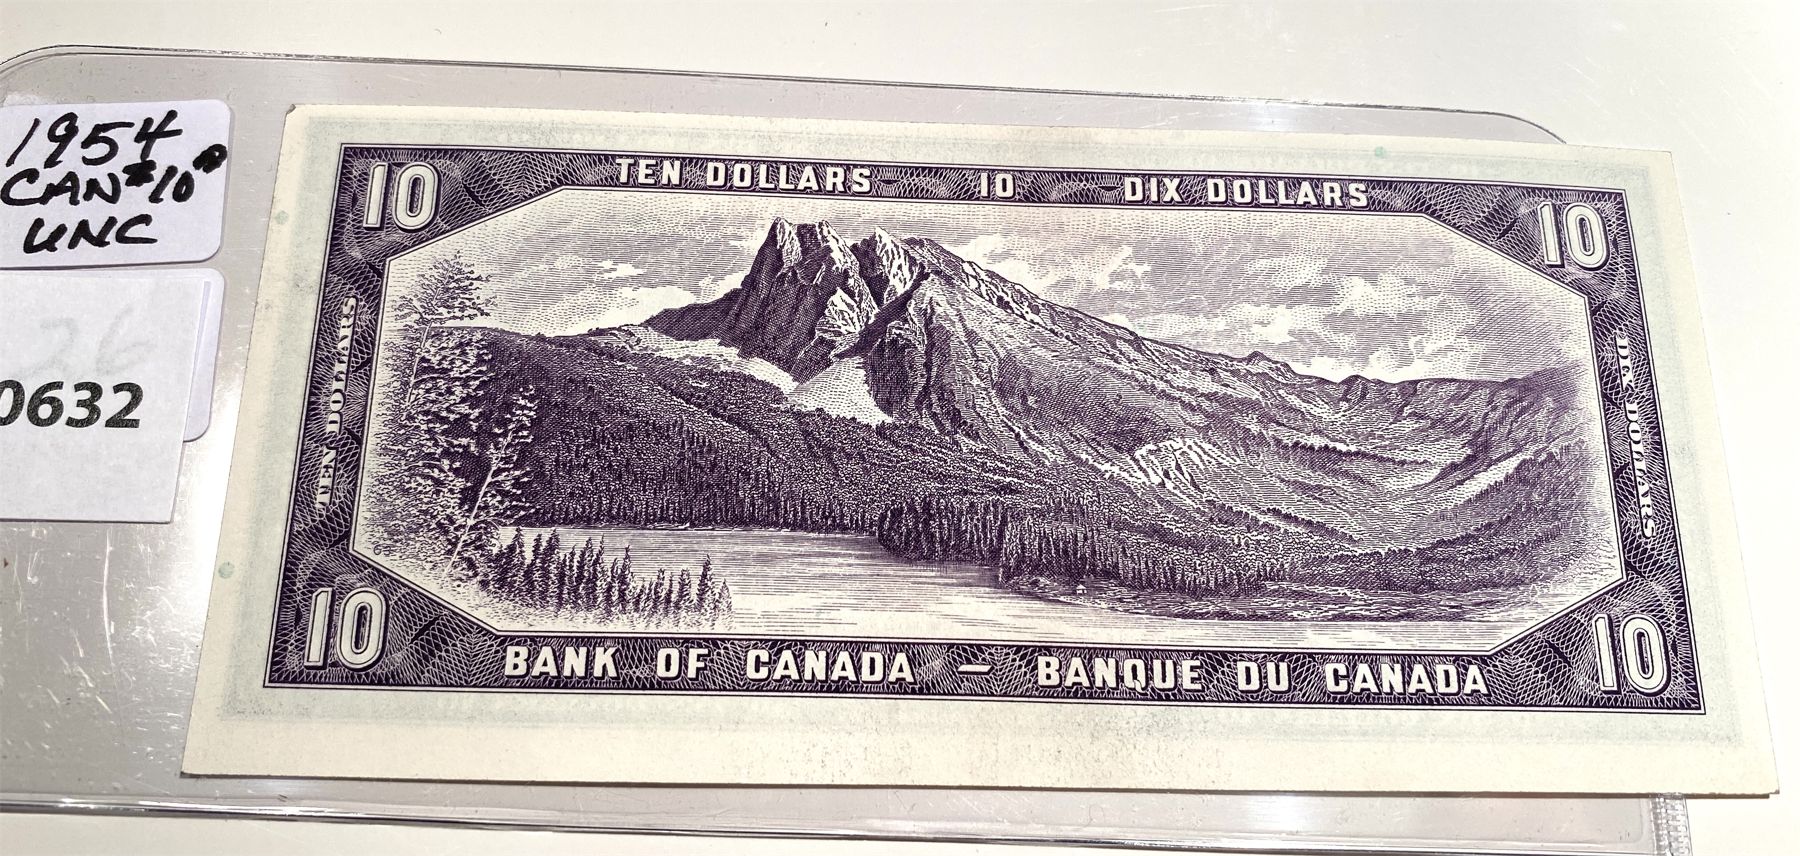 1954
CAN $10
UNC
26
0632
10
TEN DOLLARS 10 DIX DOLLARS
10
TEN DOLLARS
DIX DOLLARS
10
BANK OF CANADA — BANQUE DU CANADA
10